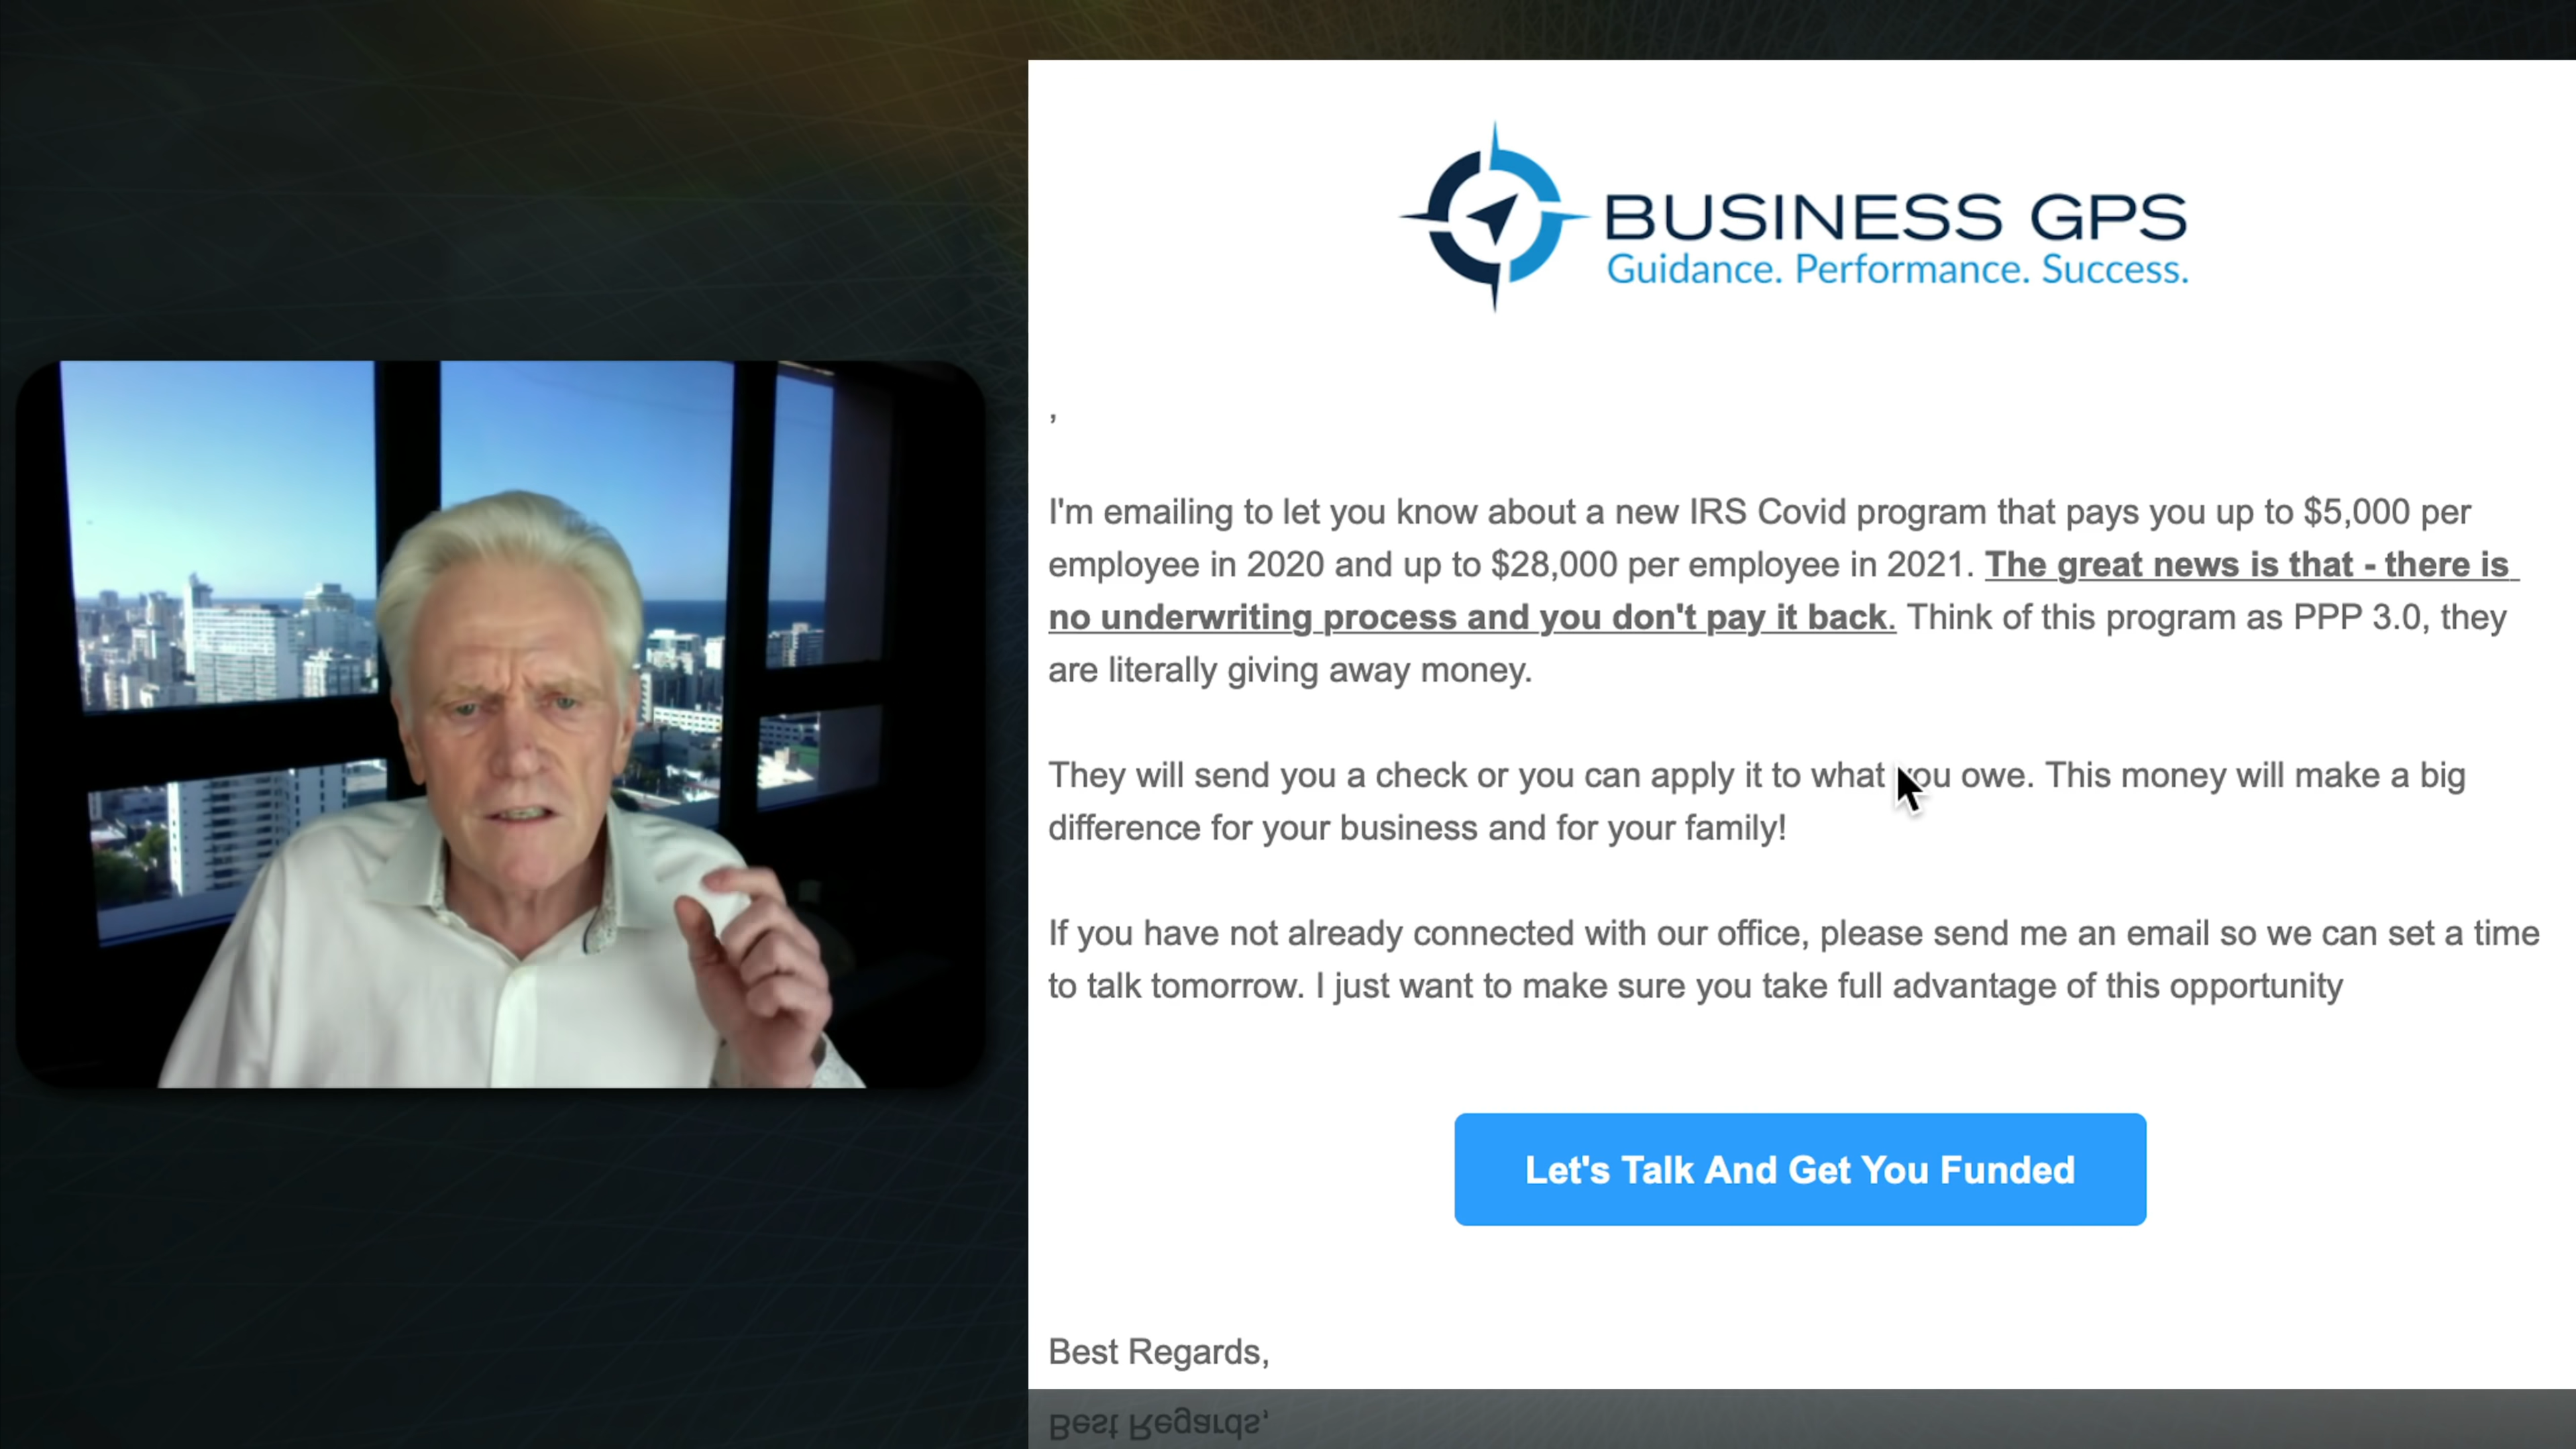 BUSINESS GPS
Guidance. Performance. Success.
,
I'm emailing to let you know about a new IRS Covid program that pays you up to $5,000 per
employee in 2020 and up to $28,000 per employee in 2021. The great news is that - there is
no underwriting process and you don't pay it back. Think of this program as PPP 3.0, they
are literally giving away money.
They will send you a check or you can apply it to what you owe. This money will make a big
difference for your business and for your family!
If you have not already connected with our office, please send me an email so we can set a time
to talk tomorrow. I just want to make sure you take full advantage of this opportunity
Let's Talk And Get You Funded
Best Regards,
Best Regards,